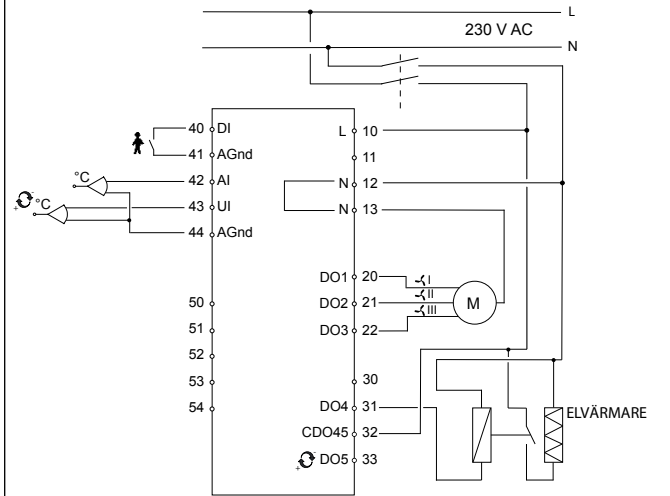 L
230 V AC
N
40 DI
L 10
41 AGnd
11
°C
42 AI
N 12
°C
43 UI
N 13
44 AGnd
DO1 20
I
50
DO2 21
II
M
51
DO3 22
III
52
53
30
54
DO4 31
ELVÄRMARE
CDO45 32
DO5 33